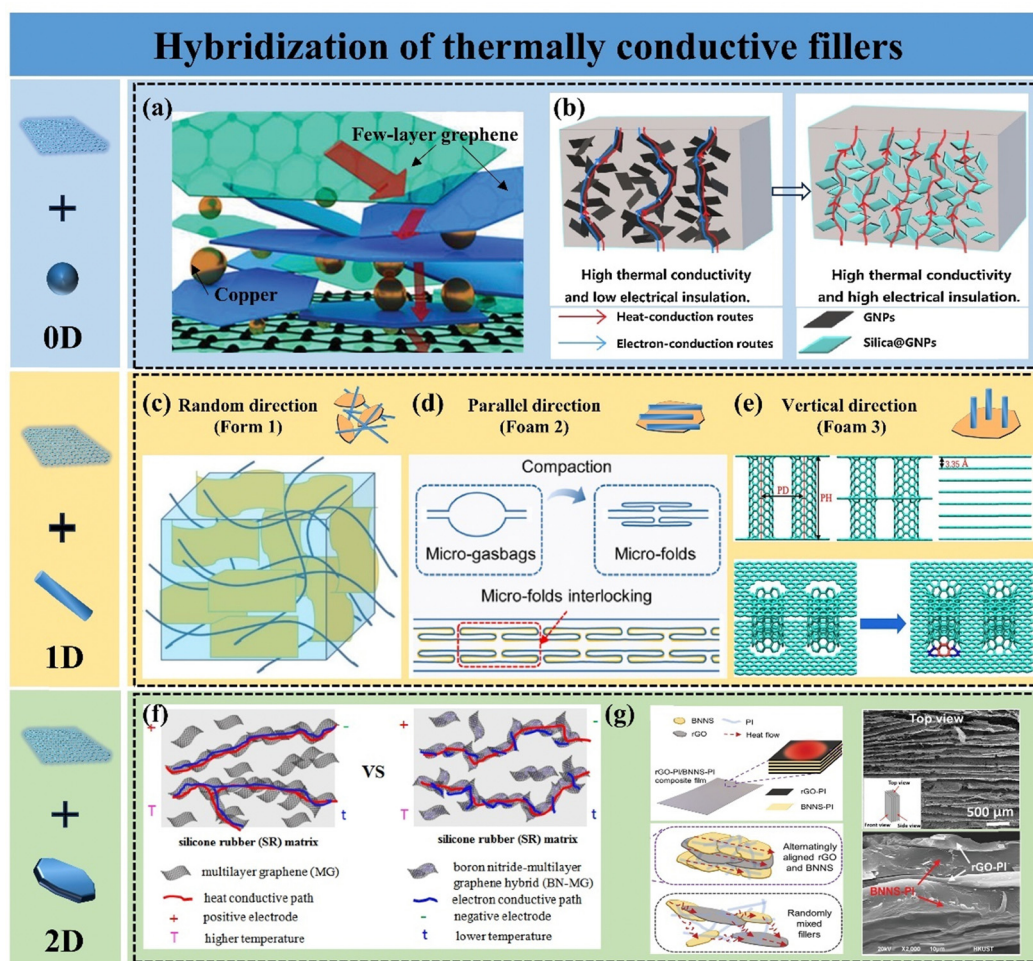 Hybridization of thermally conductive fillers
+
0D
(a)
Few-layer grephene
Copper
(b)
High thermal conductivity
and low electrical insulation.
High thermal conductivity
and high electrical insulation.
Heat-conduction routes
Electron-conduction routes
GNPs
Silica@GNPs
+
1D
(c) Random direction
(Form 1)
(d) Parallel direction
(Foam 2)
Compaction
Micro-gasbags
Micro-folds
Micro-folds interlocking
(e) Vertical direction
(Foam 3)
PD
PH
3.35 Å
+
2D
(f)
+
-
T
t
silicone rubber (SR) matrix
VS
+
-
T
t
silicone rubber (SR) matrix
multilayer graphene (MG)
heat conductive path
+ positive electrode
T higher temperature
boron nitride-multilayer
graphene hybrid (BN-MG)
electron conductive path
- negative electrode
t lower temperature
(g)
BNNS
PI
rGO
Heat flow
rGO-PI/BNNS-PI
composite film
rGO-PI
BNNS-PI
Alternatingly
aligned rGO
and BNNS
Randomly
mixed
fillers
Top view
Top view
Front view
Side view
500 μm
rGO-PI
BNNS-PI
20kV X2,000 10μm HKUST